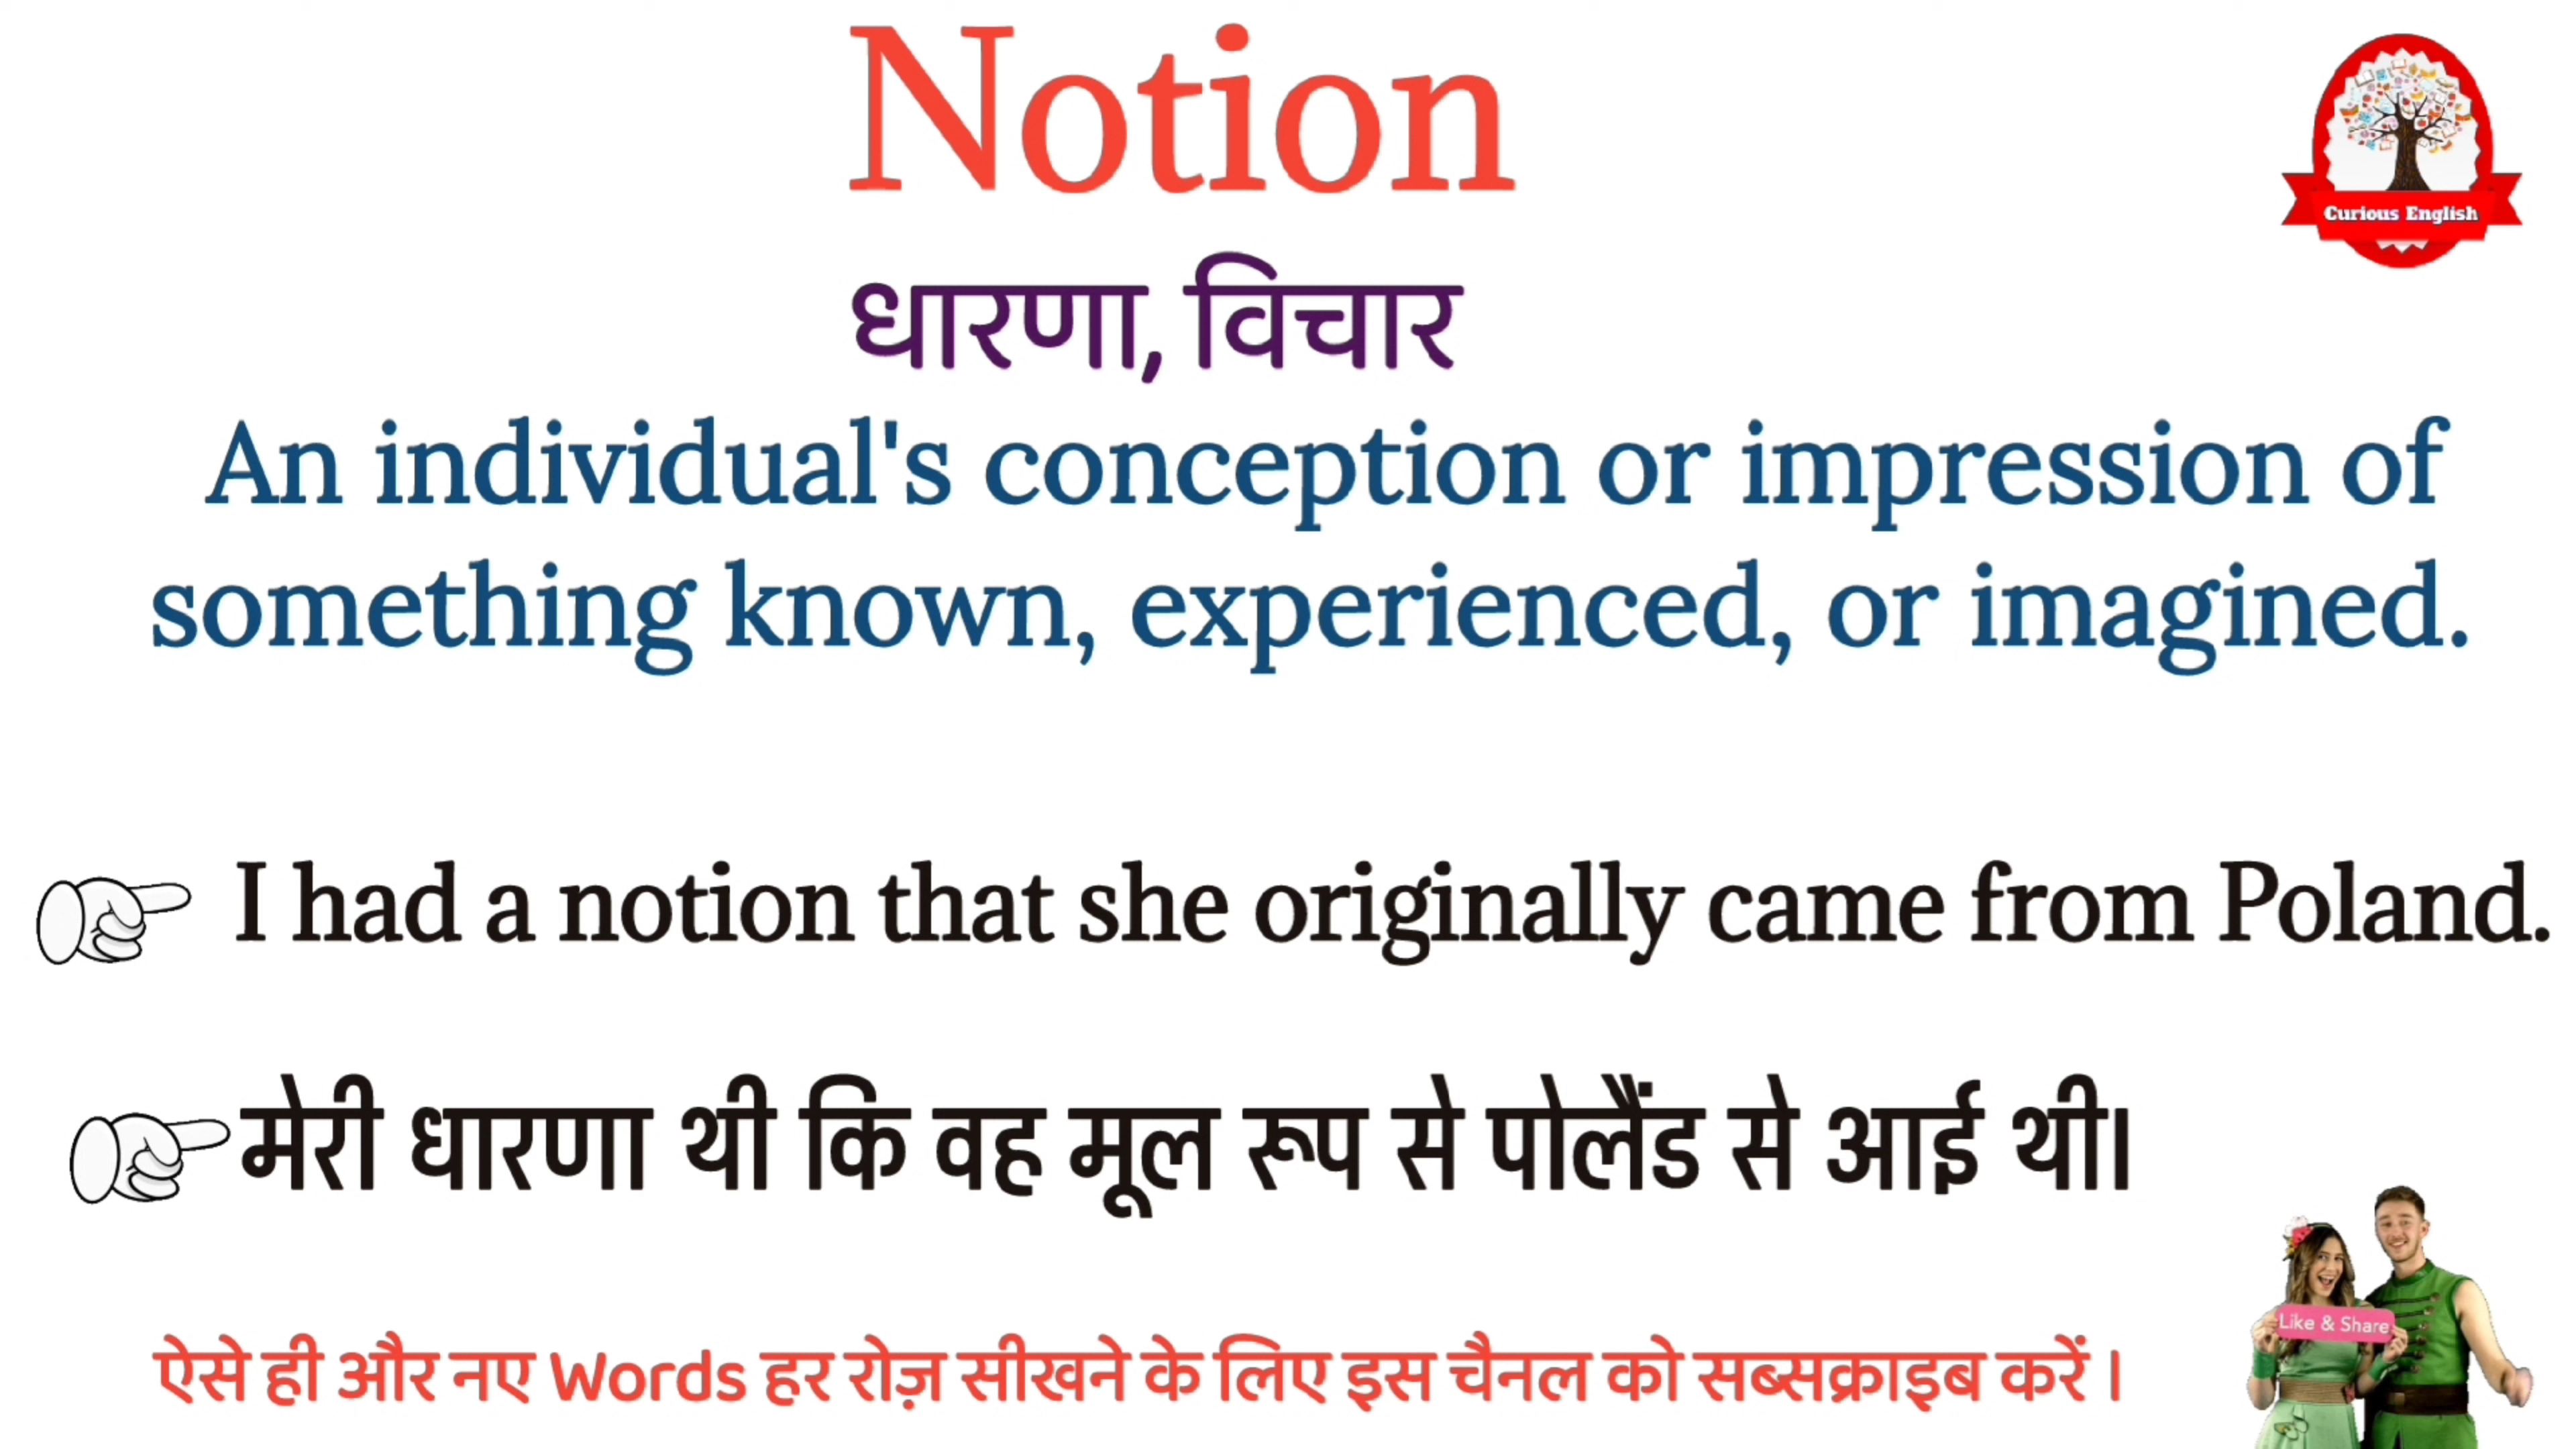 Notion
Curious English
धारणा, विचार
An individual's conception or impression of
something known, experienced, or imagined.
I had a notion that she originally came from Poland.
मेरी धारणा थी कि वह मूल रूप से पोलैंड से आई थी।
Like & Share
ऐसे ही और नए Words हर रोज़ सीखने के लिए इस चैनल को सब्सक्राइब करें ।